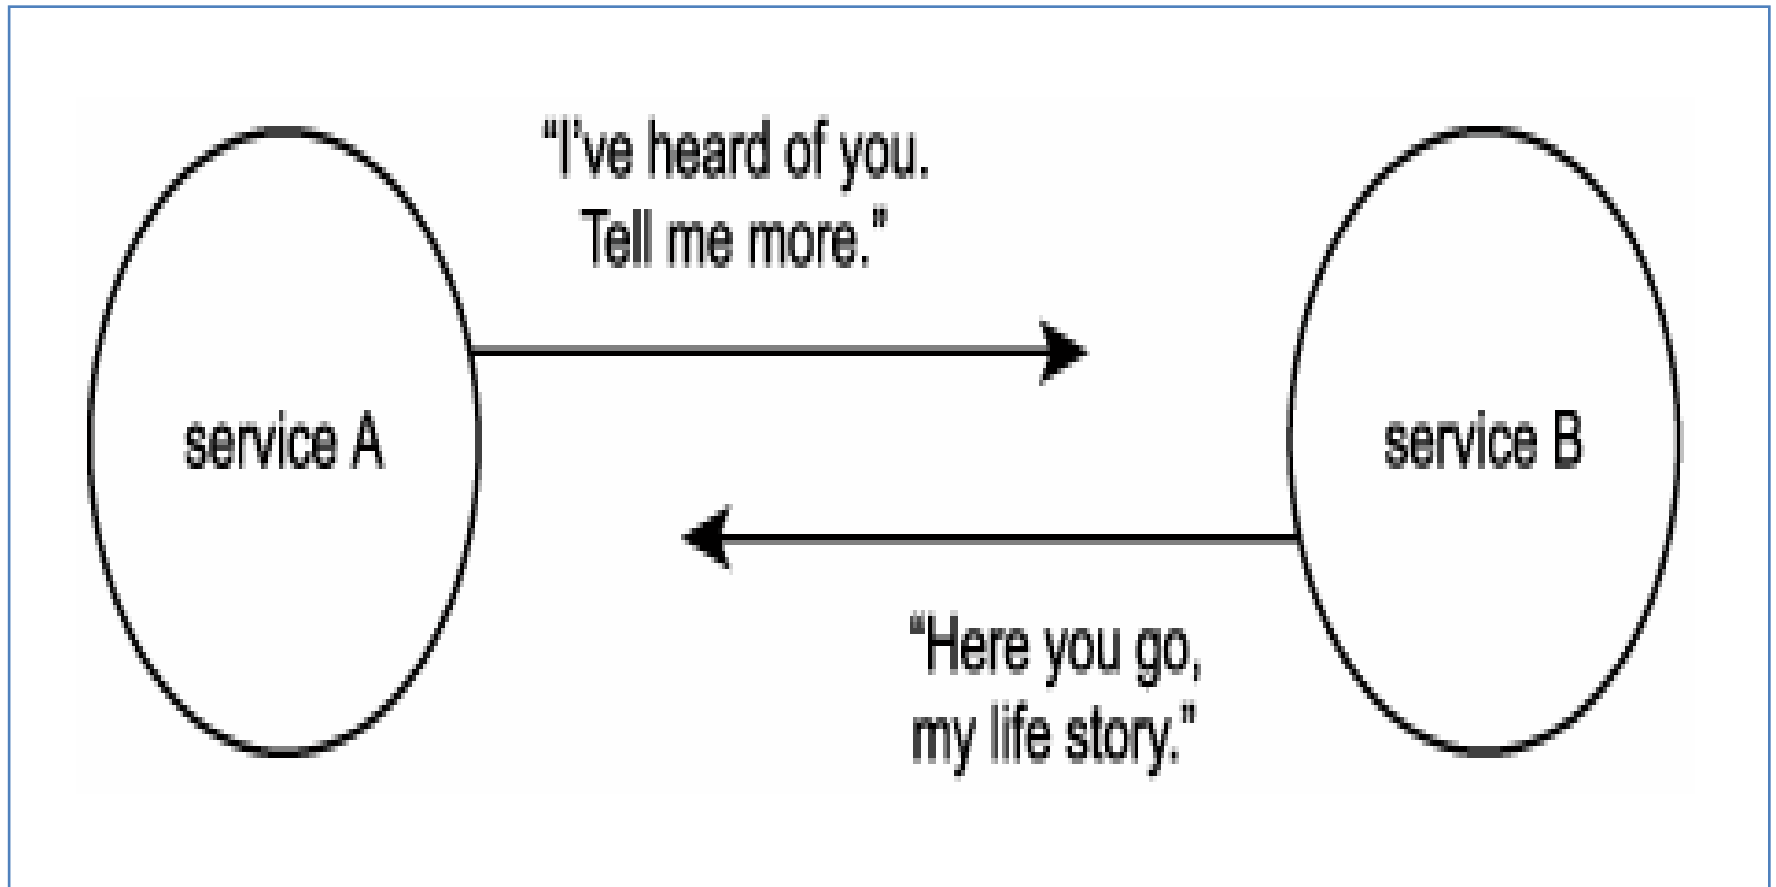 “I've heard of you.
Tell me more.”
service A
service B
“Here you go,
my life story.”